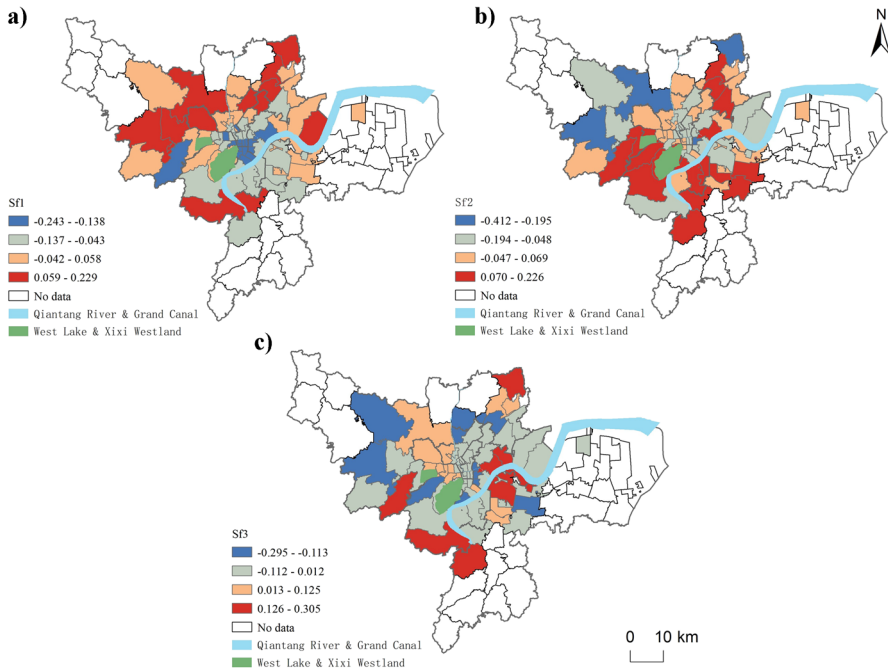 a)
Sf1
-0.243 - -0.138
-0.137 - -0.043
-0.042 - 0.058
0.059 - 0.229
No data
Qiantang River & Grand Canal
West Lake & Xixi Westland
b)
N
Sf2
-0.412 - -0.195
-0.194 - -0.048
-0.047 - 0.069
0.070 - 0.226
No data
Qiantang River & Grand Canal
West Lake & Xixi Westland
c)
Sf3
-0.295 - -0.113
-0.112 - 0.012
0.013 - 0.125
0.126 - 0.305
No data
Qiantang River & Grand Canal
West Lake & Xixi Westland
0 10 km